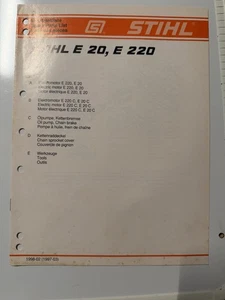 STIHL
E 20, E 220
A
Elektromotor E 220, E 20
Electric motor E 220, E 20
Moteur électrique E 220, E 20
B
Elektromotor E 220 C, E 20 C
Electric motor E 220 C, E 20 C
Moteur électrique E 220 C, E 20 C
C
Ölpumpe, Kettenbremse
Oil pump, Chain brake
Pompe à huile, frein de chaîne
D
Kettenraddeckel
Chain sprocket cover
Couvercle de pignon
E
Werkzeuge
Tools
Outils